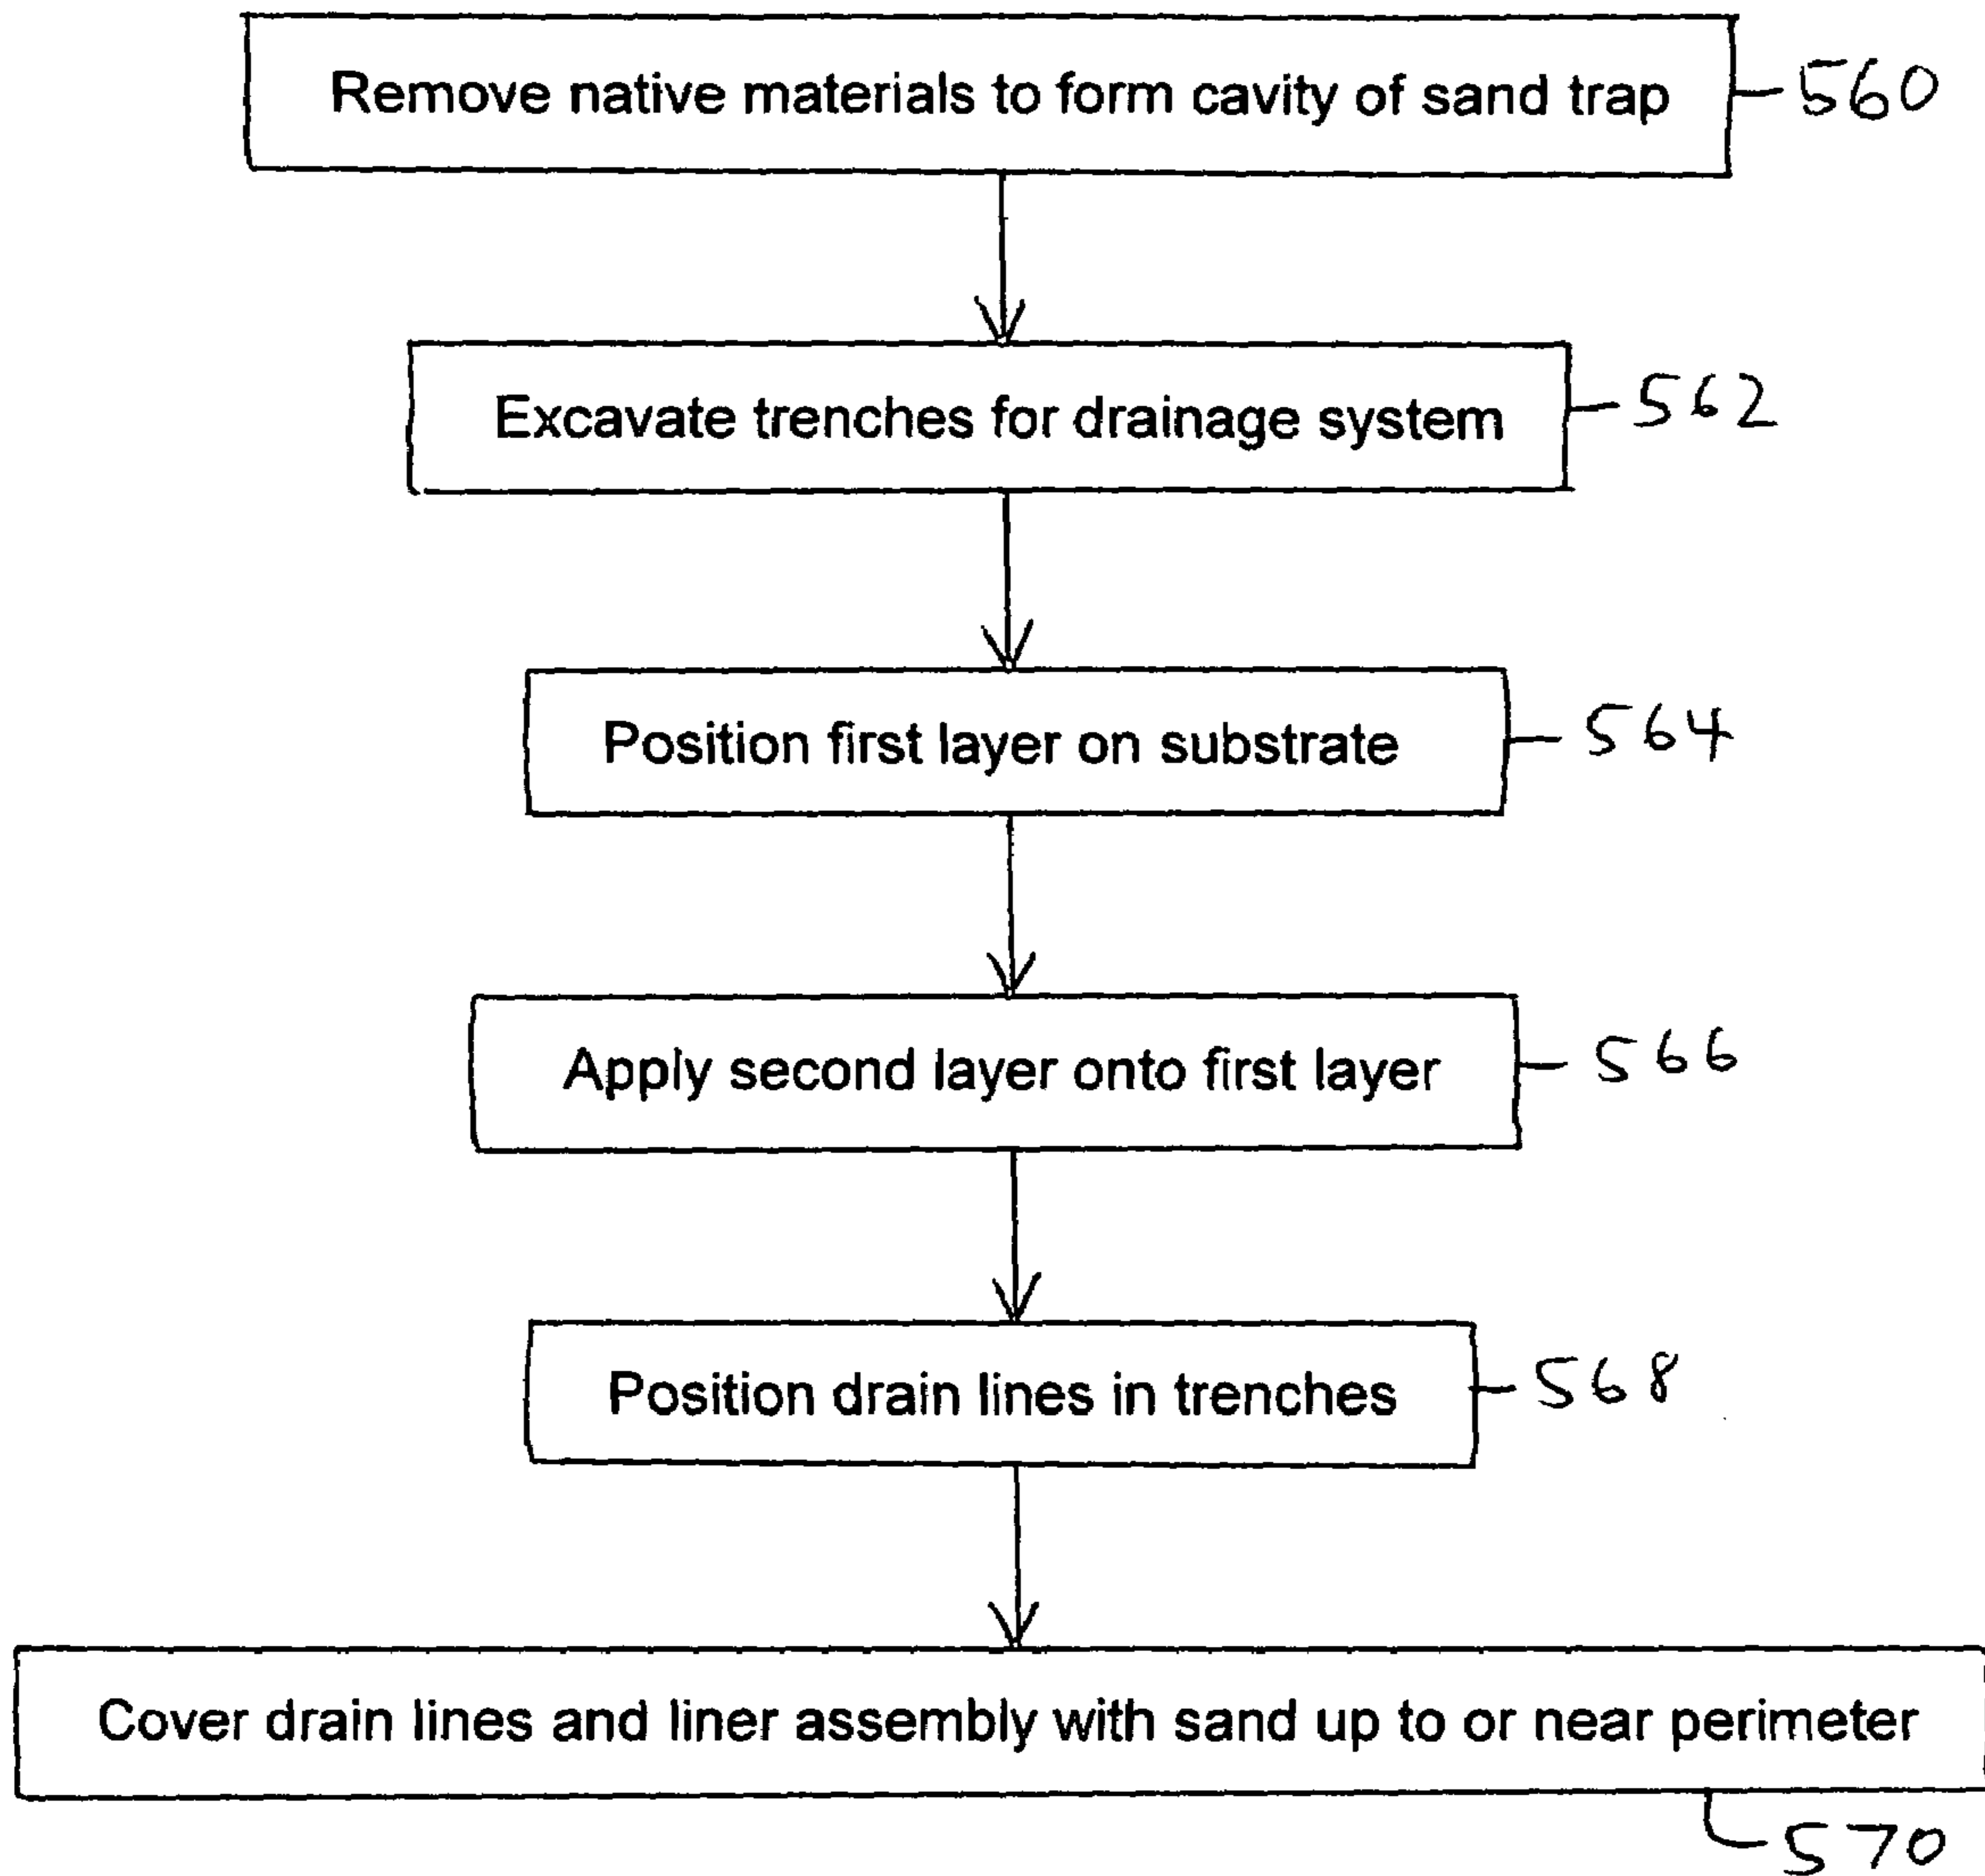 Remove native materials to form cavity of sand trap 560
Excavate trenches for drainage system 562
Position first layer on substrate 564
Apply second layer onto first layer 566
Position drain lines in trenches 568
Cover drain lines and liner assembly with sand up to or near perimeter
570